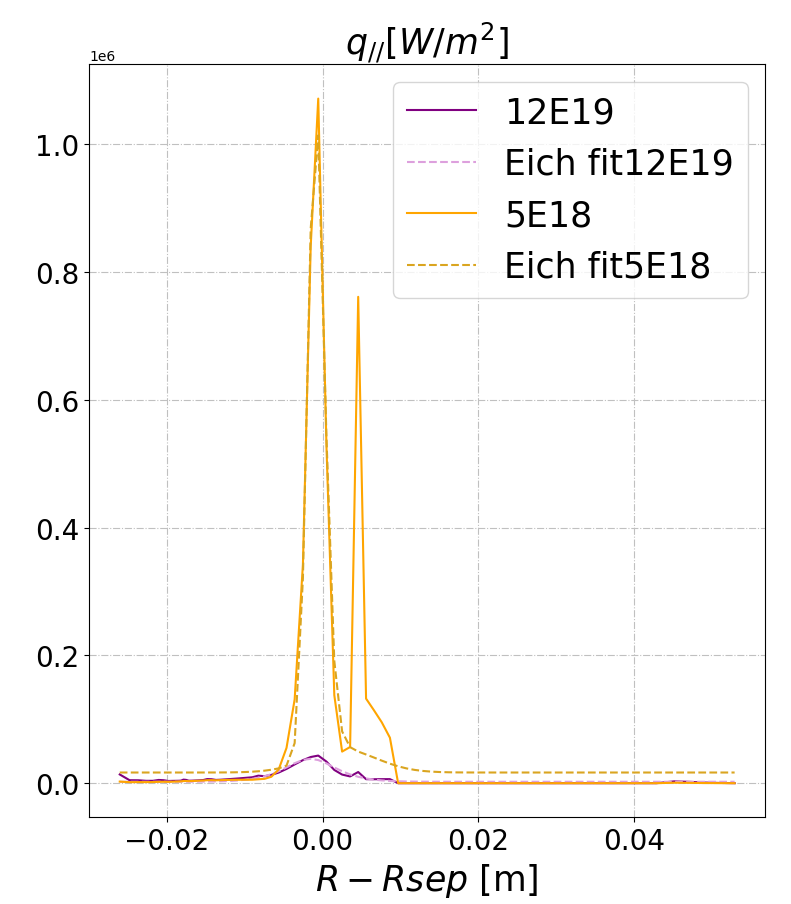 q//[W/m²]
1e6
12E19
Eich fit12E19
5E18
Eich fit5E18
1.0
0.8
0.6
0.4
0.2
0.0
−0.02 0.00 0.02 0.04
R − Rsep [m]